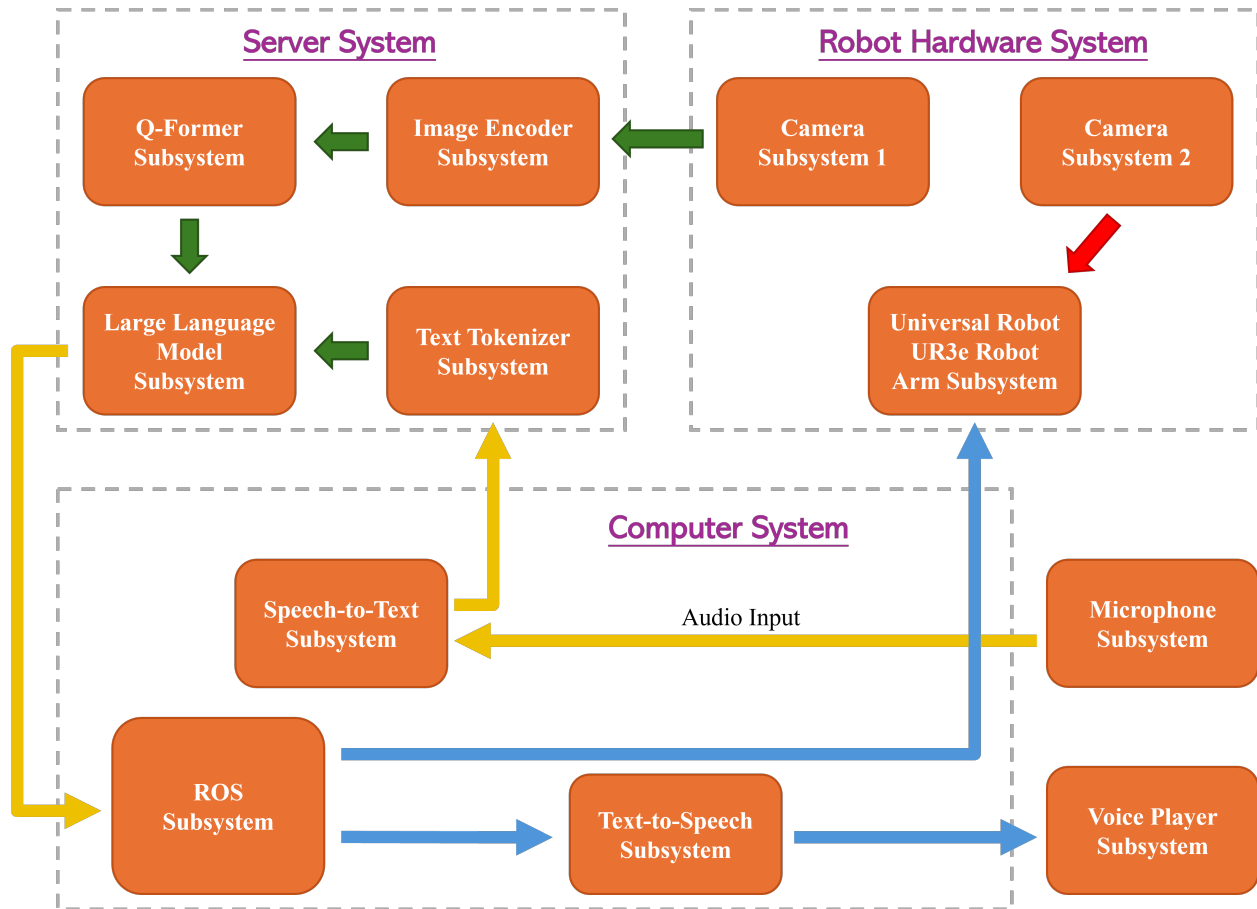 Server System
Robot Hardware System
Q-Former
Subsystem
Image Encoder
Subsystem
Camera
Subsystem 1
Camera
Subsystem 2
Large Language
Model
Subsystem
Text Tokenizer
Subsystem
Universal Robot
UR3e Robot
Arm Subsystem
Computer System
Speech-to-Text
Subsystem
Audio Input
Microphone
Subsystem
ROS
Subsystem
Text-to-Speech
Subsystem
Voice Player
Subsystem